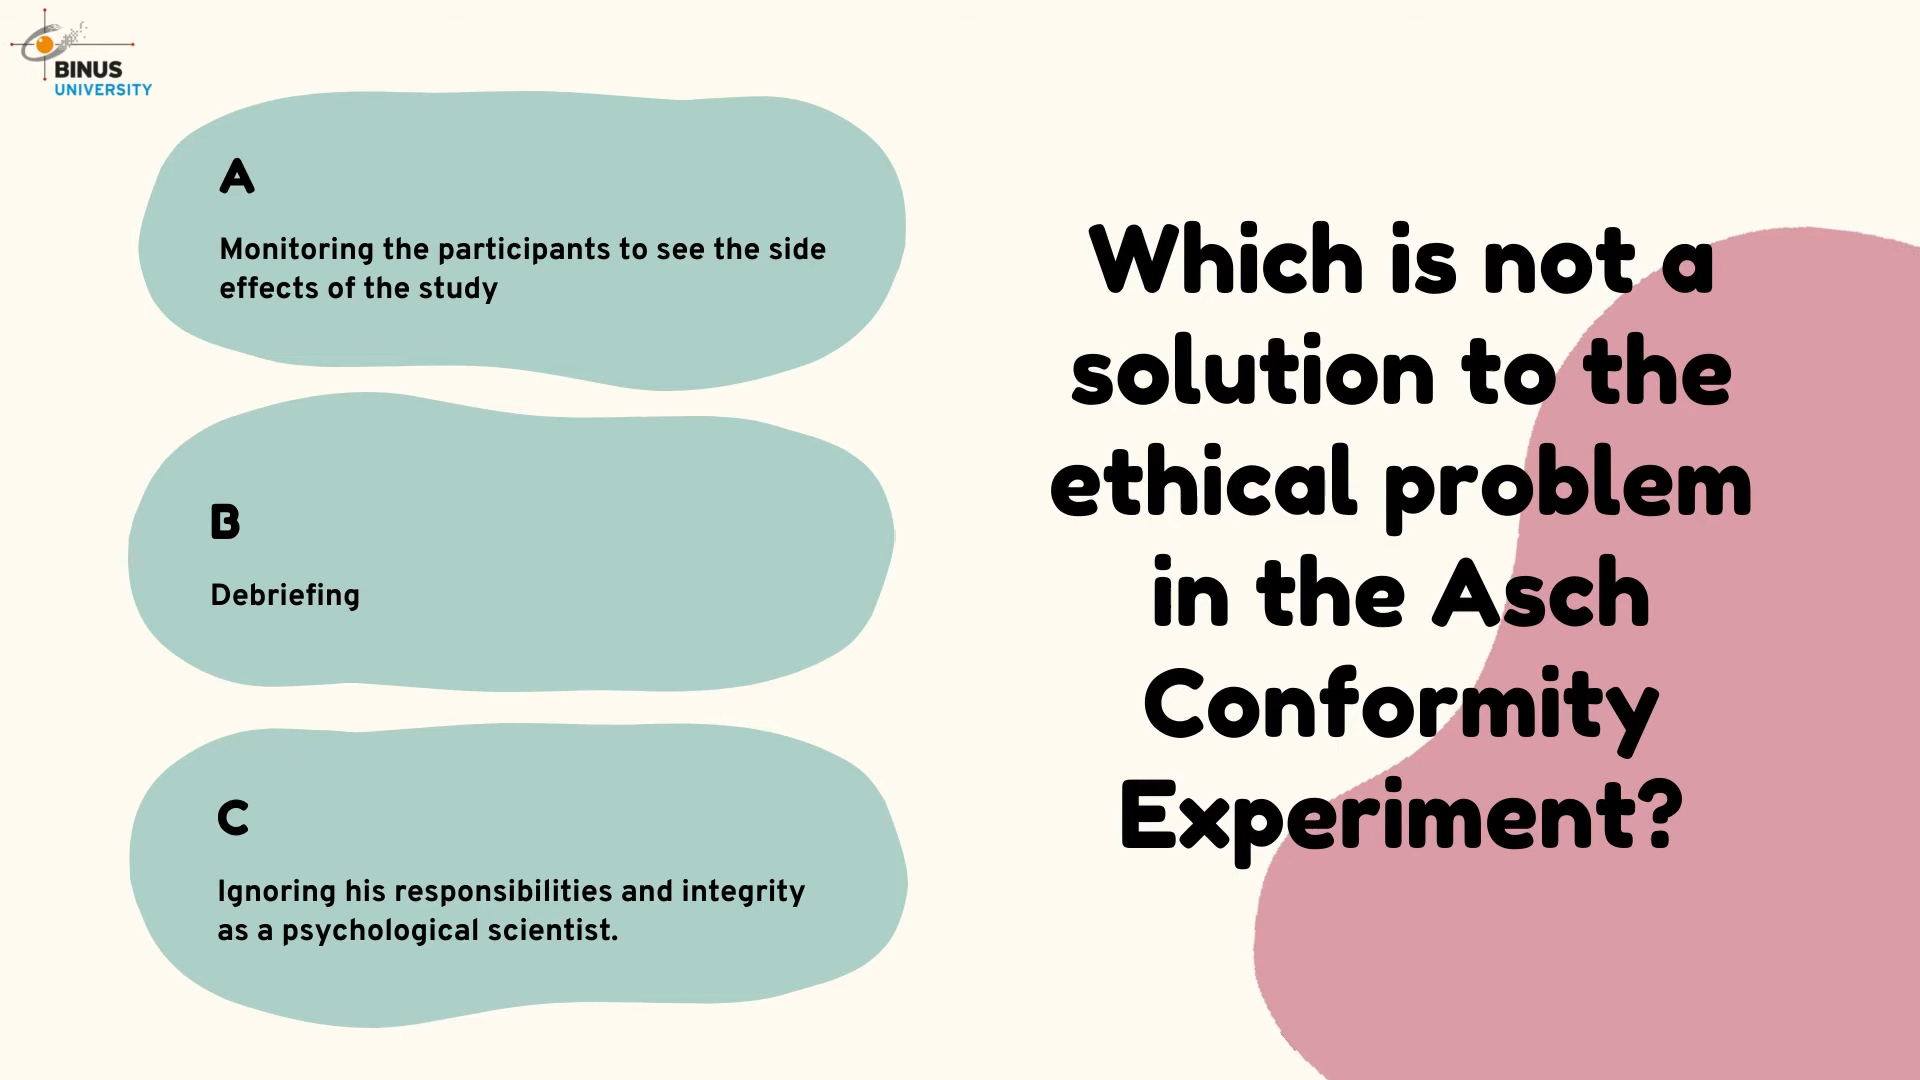 BINUS
UNIVERSITY
A
Monitoring the participants to see the side
effects of the study
B
Debriefing
C
Ignoring his responsibilities and integrity
as a psychological scientist.
Which is not a
solution to the
ethical problem
in the Asch
Conformity
Experiment?